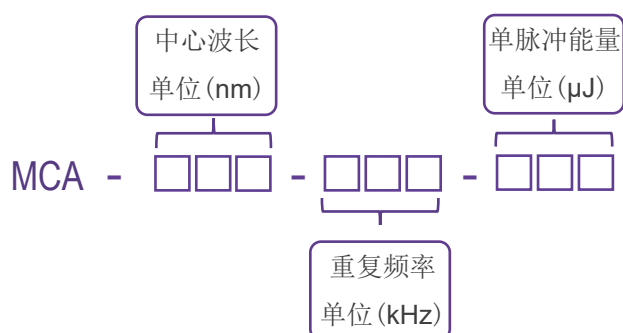 中心波长
单位(nm)
单脉冲能量
单位(μJ)
MCA - □□□ - □□□ - □□□
重复频率
单位(kHz)